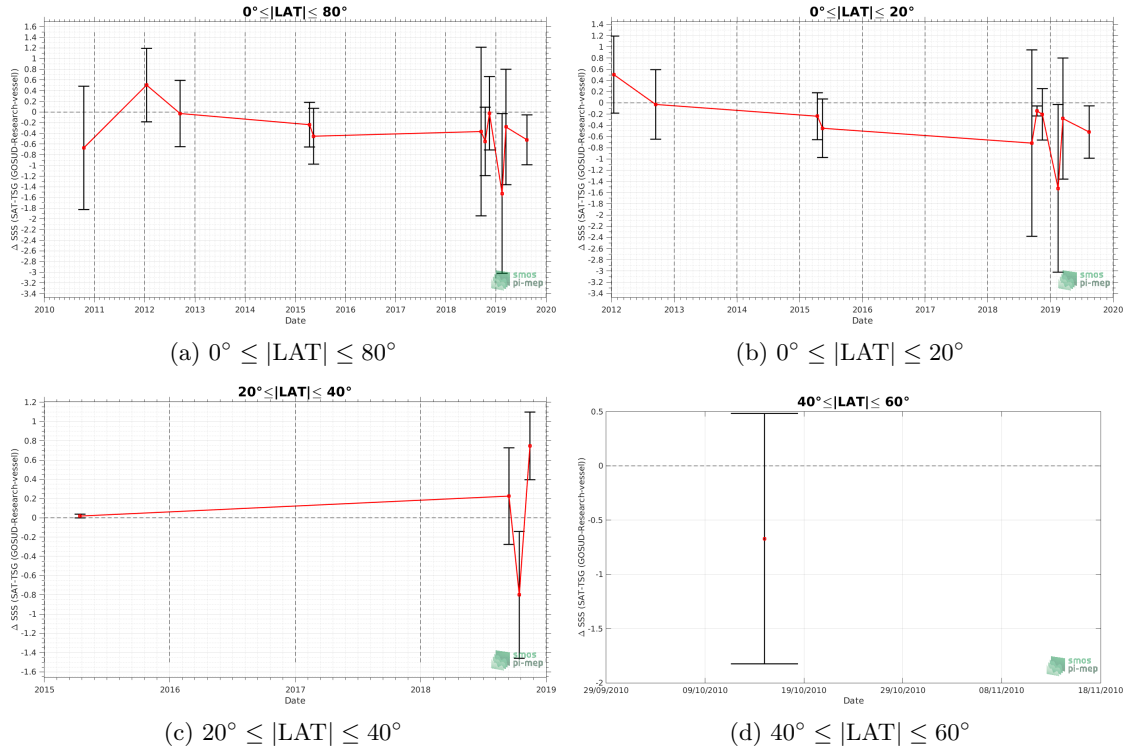 0°≤|LAT|≤ 80°
1.6
1.4
1.2
1
0.8
0.6
0.4
0.2
0
-0.2
-0.4
-0.6
-0.8
-1
-1.2
-1.4
-1.6
-1.8
-2
-2.2
-2.4
-2.6
-2.8
-3
-3.2
-3.4
Δ SSS (SAT-TSG (GOSUD-Research-vessel))
2010 2011 2012 2013 2014 2015 2016 2017 2018 2019 2020
Date
smos
pi-mep
(a) 0° ≤ |LAT| ≤ 80°
0°≤|LAT|≤ 20°
1.4
1.2
1
0.8
0.6
0.4
0.2
0
-0.2
-0.4
-0.6
-0.8
-1
-1.2
-1.4
-1.6
-1.8
-2
-2.2
-2.4
-2.6
-2.8
-3
-3.2
-3.4
Δ SSS (SAT-TSG (GOSUD-Research-vessel))
2012 2013 2014 2015 2016 2017 2018 2019 2020
Date
smos
pi-mep
(b) 0° ≤ |LAT| ≤ 20°
20°≤|LAT|≤ 40°
1.2
1
0.8
0.6
0.4
0.2
0
-0.2
-0.4
-0.6
-0.8
-1
-1.2
-1.4
-1.6
Δ SSS (SAT-TSG (GOSUD-Research-vessel))
2015 2016 2017 2018 2019
Date
smos
pi-mep
(c) 20° ≤ |LAT| ≤ 40°
40°≤|LAT|≤ 60°
0.5
0
-0.5
-1
-1.5
-2
Δ SSS (SAT-TSG (GOSUD-Research-vessel))
29/09/2010 09/10/2010 19/10/2010 29/10/2010 08/11/2010 18/11/2010
Date
smos
pi-mep
(d) 40° ≤ |LAT| ≤ 60°